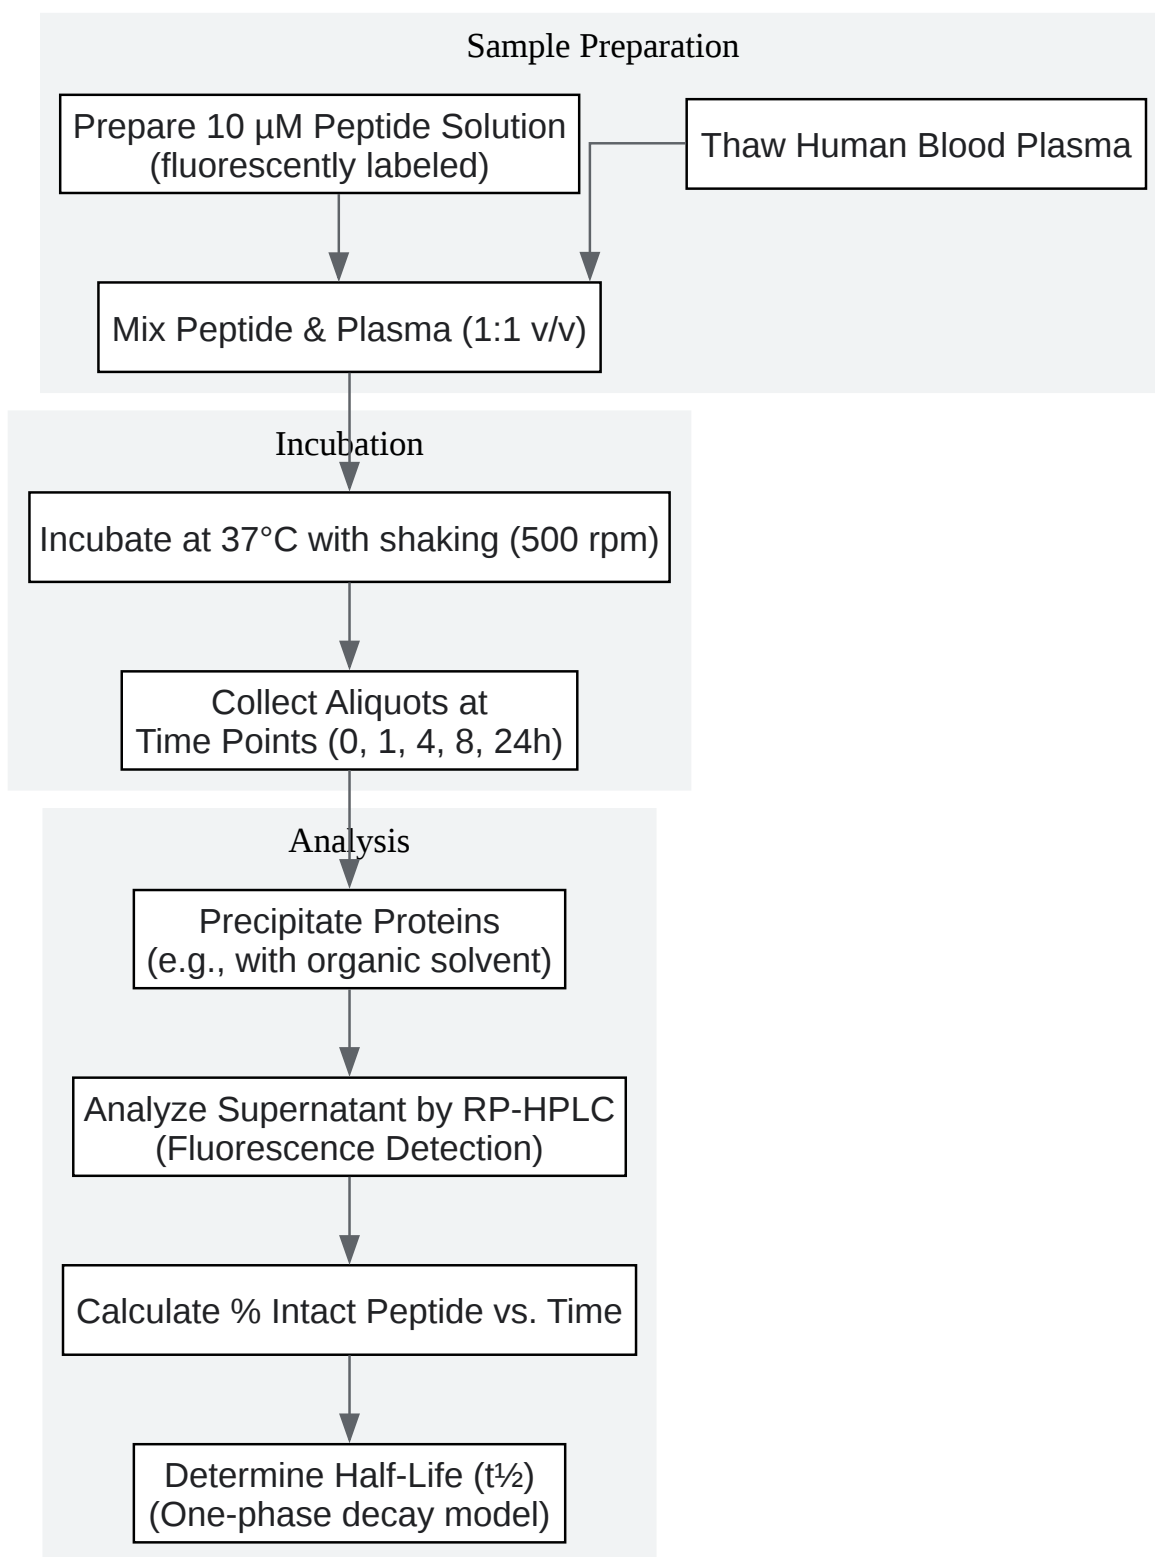 Sample Preparation
Prepare 10 µM Peptide Solution
(fluorescently labeled)
Thaw Human Blood Plasma
Mix Peptide & Plasma (1:1 v/v)
Incubation
Incubate at 37°C with shaking (500 rpm)
Collect Aliquots at
Time Points (0, 1, 4, 8, 24h)
Analysis
Precipitate Proteins
(e.g., with organic solvent)
Analyze Supernatant by RP-HPLC
(Fluorescence Detection)
Calculate % Intact Peptide vs. Time
Determine Half-Life (t½)
(One-phase decay model)